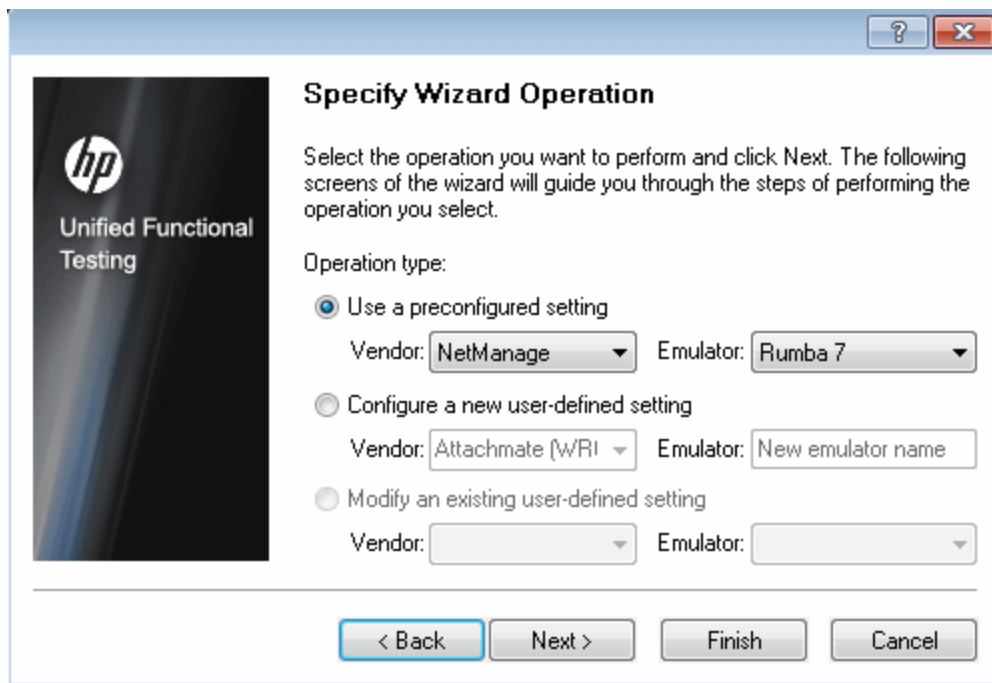 Specify Wizard Operation
hp
Unified Functional
Testing
Select the operation you want to perform and click Next. The following
screens of the wizard will guide you through the steps of performing the
operation you select.
Operation type:
Use a preconfigured setting
Vendor: NetManage Emulator: Rumba 7
Configure a new user-defined setting
Vendor: Attachmate (WRI Emulator: New emulator name
Modify an existing user-defined setting
Vendor: Emulator:
< Back Next > Finish Cancel